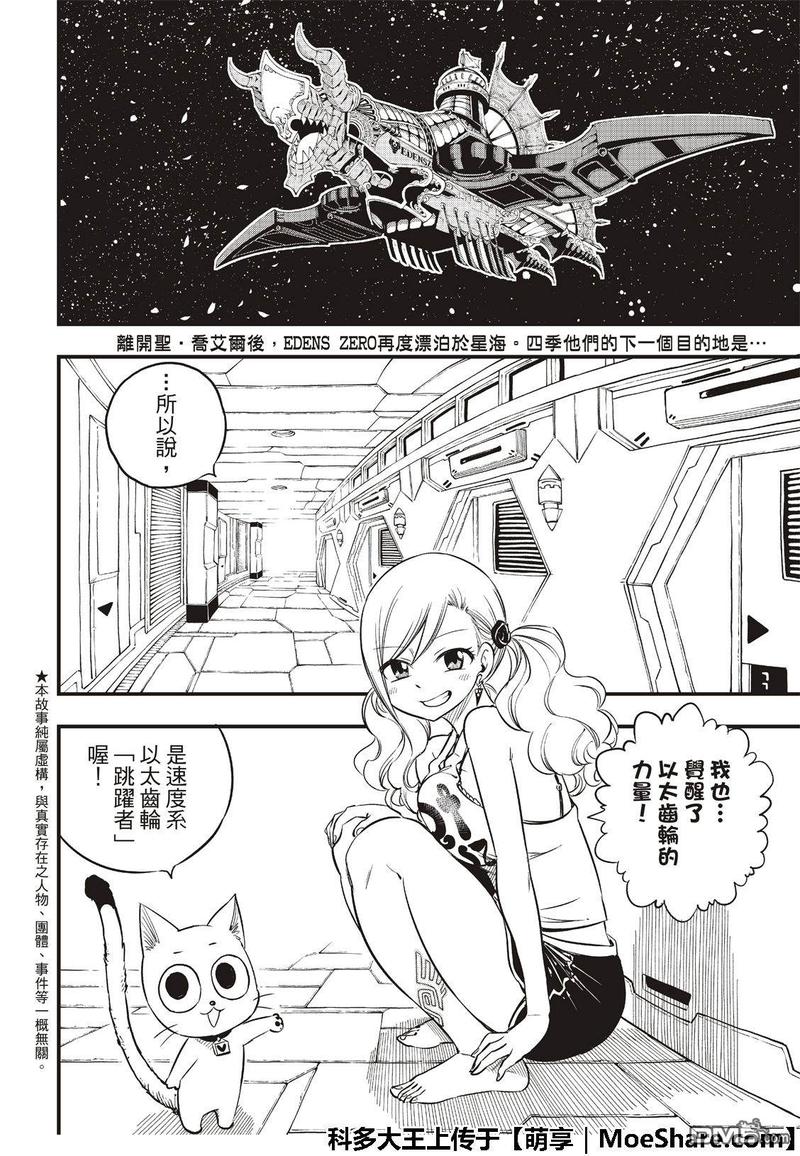 EDENS
離開聖·喬艾爾後，EDENS ZERO再度漂泊於星海。四季他們的下一個目的地是…
…所以說，
我也…
覺醒了
以太齒輪的
力量！
是速度系
以太齒輪
「跳躍者」
喔！
★本故事純屬虛構，與真實存在之人物、團體、事件等一概無關。
科多大王上传于【萌享｜MoeShare.com】